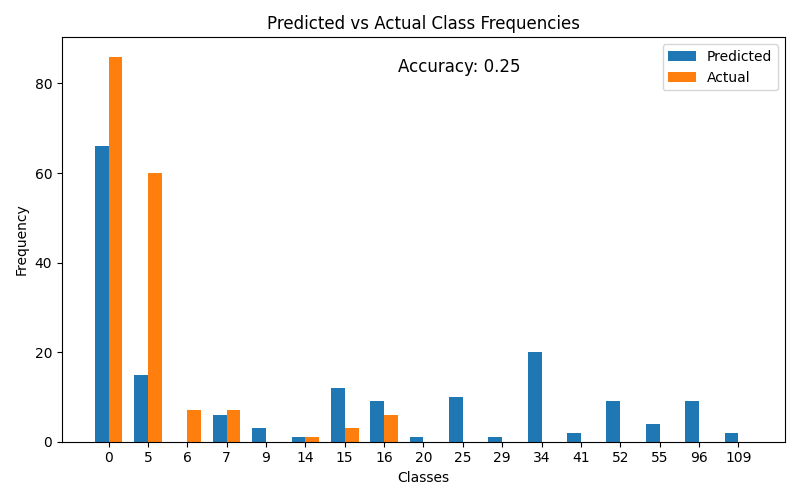 Predicted vs Actual Class Frequencies
Accuracy: 0.25
Predicted
Actual
Frequency
80
60
40
20
0
0 5 6 7 9 14 15 16 20 25 29 34 41 52 55 96 109
Classes